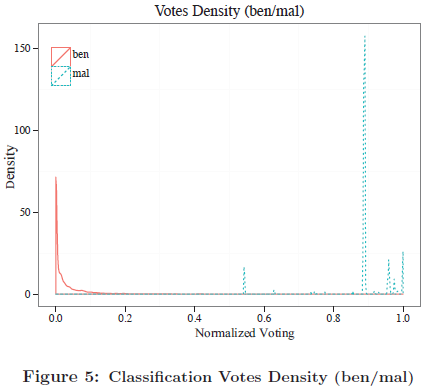 Votes Density (ben/mal)
150
100
50
0
Density
ben
mal
0.0 0.2 0.4 0.6 0.8 1.0
Normalized Voting
Figure 5: Classification Votes Density (ben/mal)